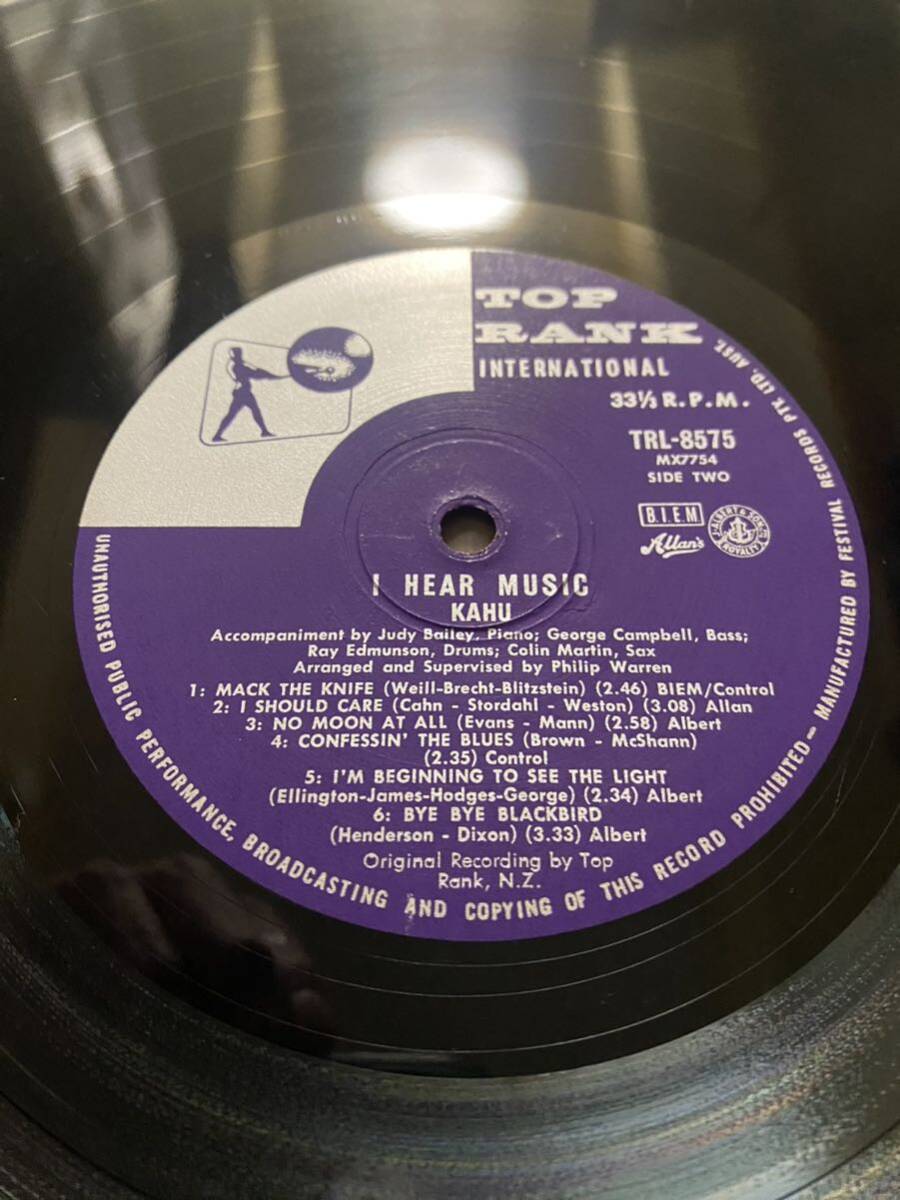 TOP
RANK
INTERNATIONAL
33⅓ R.P.M.
TRL-8575
MX7754
SIDE TWO
B.I.E.M
Allan's
J. ALBERT & SON
ROYALTY
I HEAR MUSIC
KAHU
Accompaniment by Judy Bailey, Piano; George Campbell, Bass;
Ray Edmunson, Drums; Colin Martin, Sax
Arranged and Supervised by Philip Warren
1: MACK THE KNIFE (Weill-Brecht-Blitzstein) (2.46) BIEM/Control
2: I SHOULD CARE (Cahn - Stordahl - Weston) (3.08) Allan
3: NO MOON AT ALL (Evans - Mann) (2.58) Albert
4: CONFESSIN' THE BLUES (Brown - McShann)
(2.35) Control
5: I'M BEGINNING TO SEE THE LIGHT
(Ellington-James-Hodges-George) (2.34) Albert
6: BYE BYE BLACKBIRD
(Henderson - Dixon) (3.33) Albert
Original Recording by Top
Rank, N.Z.
UNAUTHORISED PUBLIC PERFORMANCE, BROADCASTING AND COPYING OF THIS RECORD PROHIBITED — MANUFACTURED BY FESTIVAL RECORDS PTY. LTD. AUST.